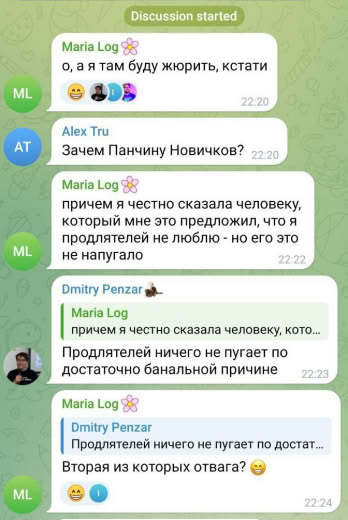 Discussion started
Maria Log🌸
о, а я там буду жюрить, кстати
😁 I
22:20
ML
Alex Tru
Зачем Панчину Новичков?
22:20
AT
Maria Log🌸
причем я честно сказала человеку,
который мне это предложил, что я
продлятелей не люблю - но его это
не напугало
22:22
ML
Dmitry Penzar
Maria Log
причем я честно сказала человеку, кото...
Продлятелей ничего не пугает по
достаточно банальной причине
22:23
Maria Log🌸
Dmitry Penzar
Продлятелей ничего не пугает по достат...
Вторая из которых отвага? 😄
😁 I
22:24
ML